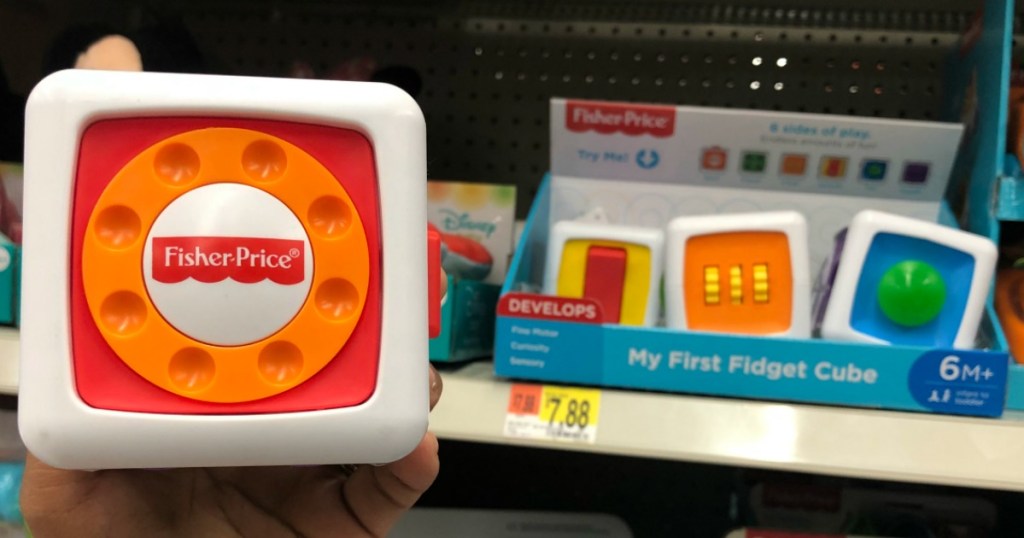 Fisher-Price®
Fisher-Price
6 sides of play.
Try Me!
Disney
DEVELOPS
Fine Motor
Curiosity
Sensory
My First Fidget Cube
6M+
7.88